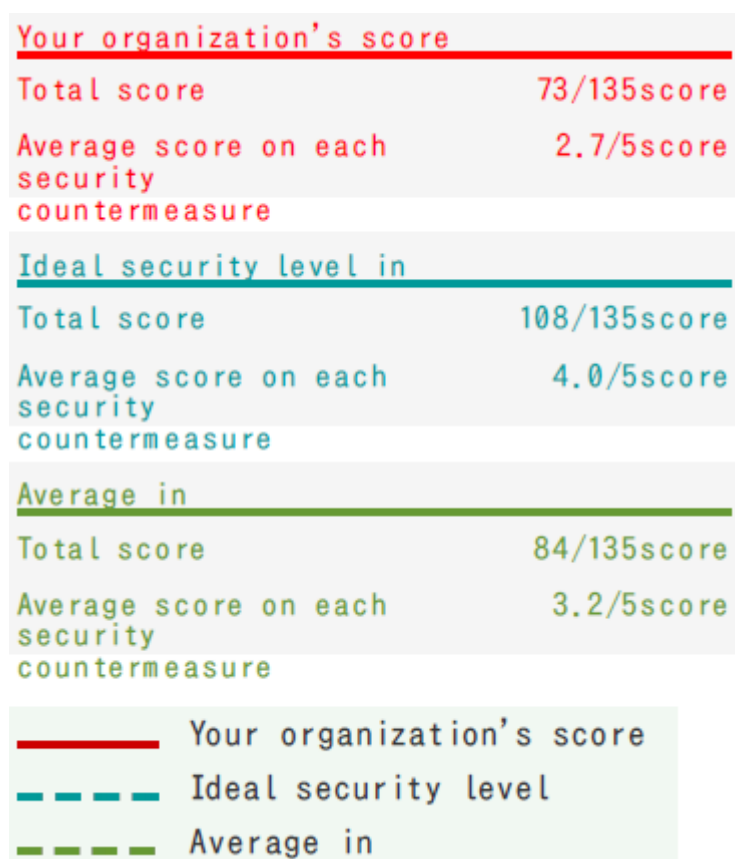 Your organization's score
Total score 73/135score
Average score on each 2.7/5score
security
countermeasure
Ideal security level in
Total score 108/135score
Average score on each 4.0/5score
security
countermeasure
Average in
Total score 84/135score
Average score on each 3.2/5score
security
countermeasure
Your organization's score
Ideal security level
Average in